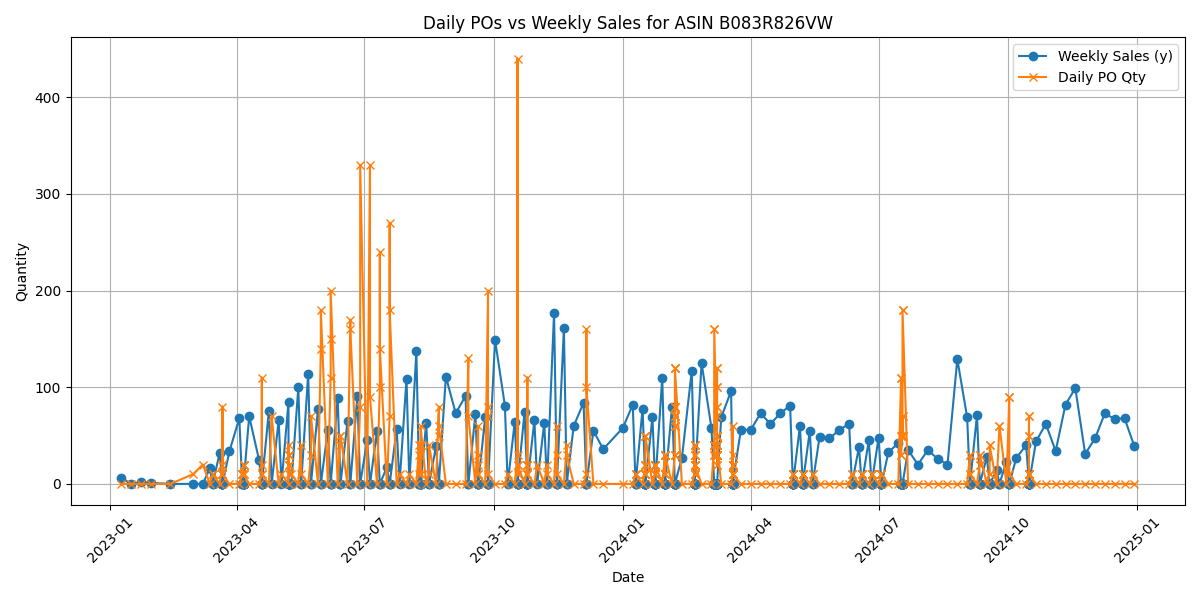 Daily POs vs Weekly Sales for ASIN B083R826VW
Weekly Sales (y)
Daily PO Qty
Quantity
400
300
200
100
0
2023-01
2023-04
2023-07
2023-10
2024-01
2024-04
2024-07
2024-10
2025-01
Date